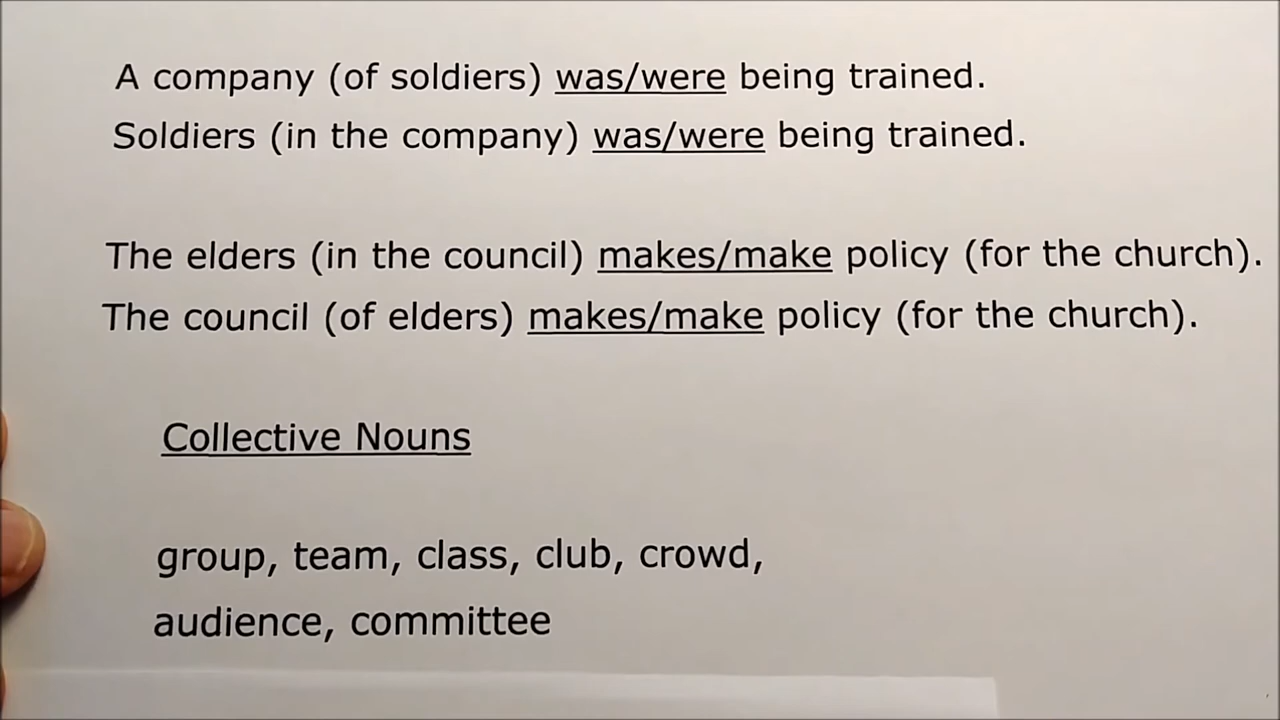 A company (of soldiers) was/were being trained.
Soldiers (in the company) was/were being trained.
The elders (in the council) makes/make policy (for the church).
The council (of elders) makes/make policy (for the church).
Collective Nouns
group, team, class, club, crowd,
audience, committee